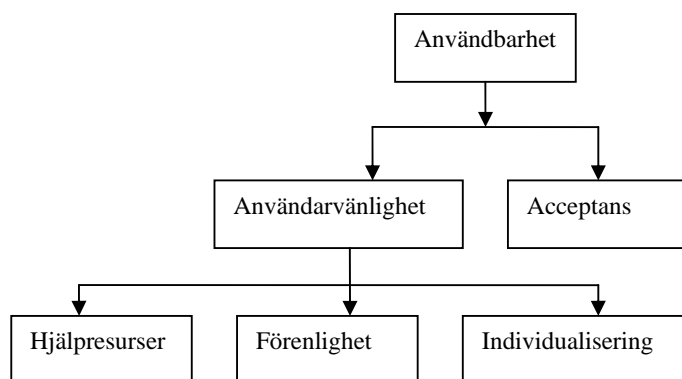 Användbarhet
Användarvänlighet
Acceptans
Hjälpresurser
Förenlighet
Individualisering